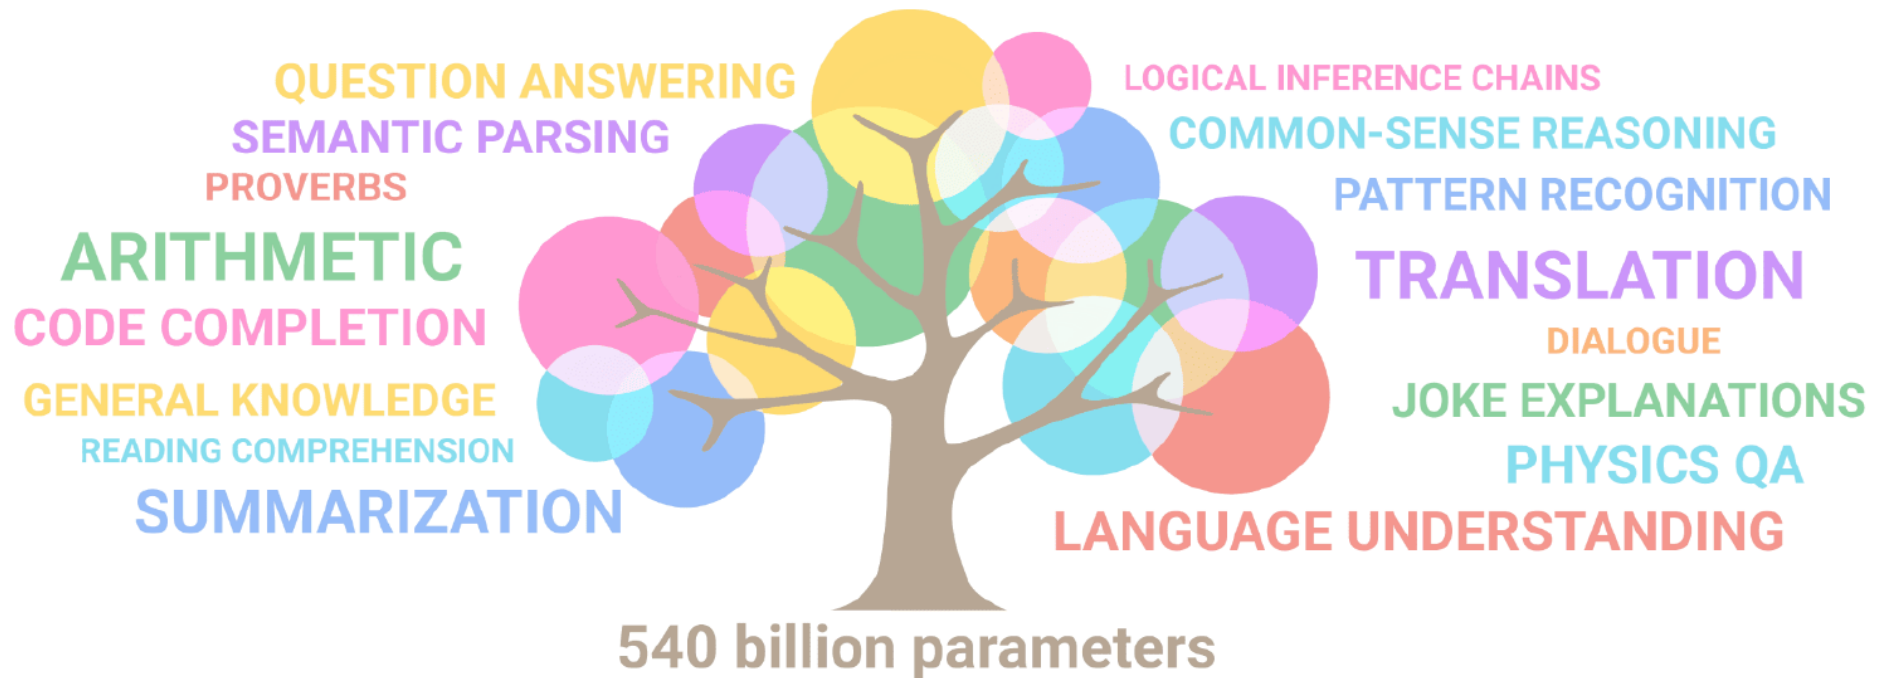 QUESTION ANSWERING
SEMANTIC PARSING
PROVERBS
ARITHMETIC
CODE COMPLETION
GENERAL KNOWLEDGE
READING COMPREHENSION
SUMMARIZATION
LOGICAL INFERENCE CHAINS
COMMON-SENSE REASONING
PATTERN RECOGNITION
TRANSLATION
DIALOGUE
JOKE EXPLANATIONS
PHYSICS QA
LANGUAGE UNDERSTANDING
540 billion parameters